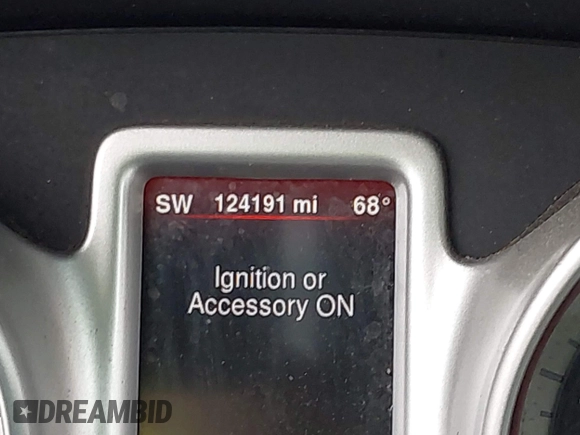 SW 124191 mi 68°
Ignition or
Accessory ON
DREAMBID